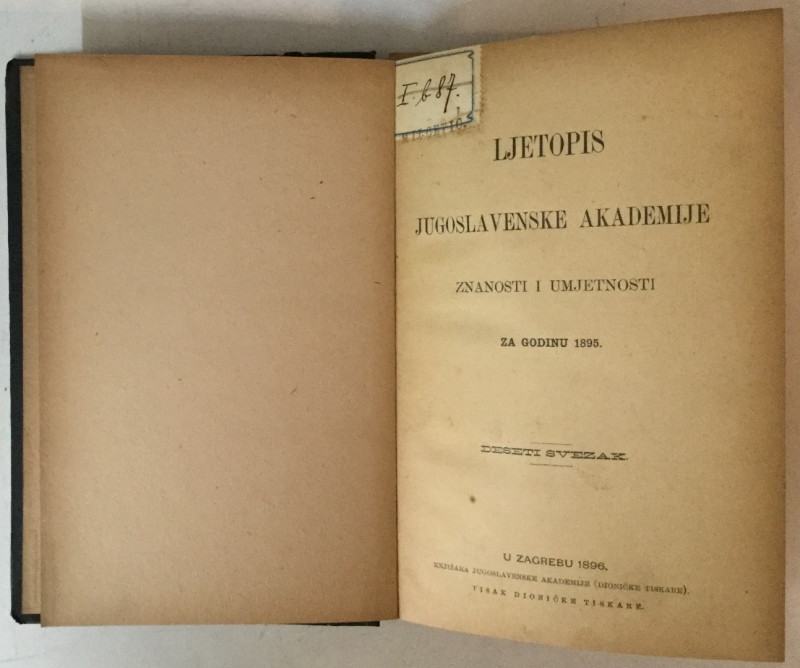 I. b 87.
LJETOPIS
JUGOSLAVENSKE AKADEMIJE
ZNANOSTI I UMJETNOSTI
ZA GODINU 1895.
DESETI SVEZAK.
U ZAGREBU 1896.
KNJIŽARA JUGOSLAVENSKE AKADEMIJE (DIONIČKE TISKARE).
TISAK DIONIČKE TISKARE.